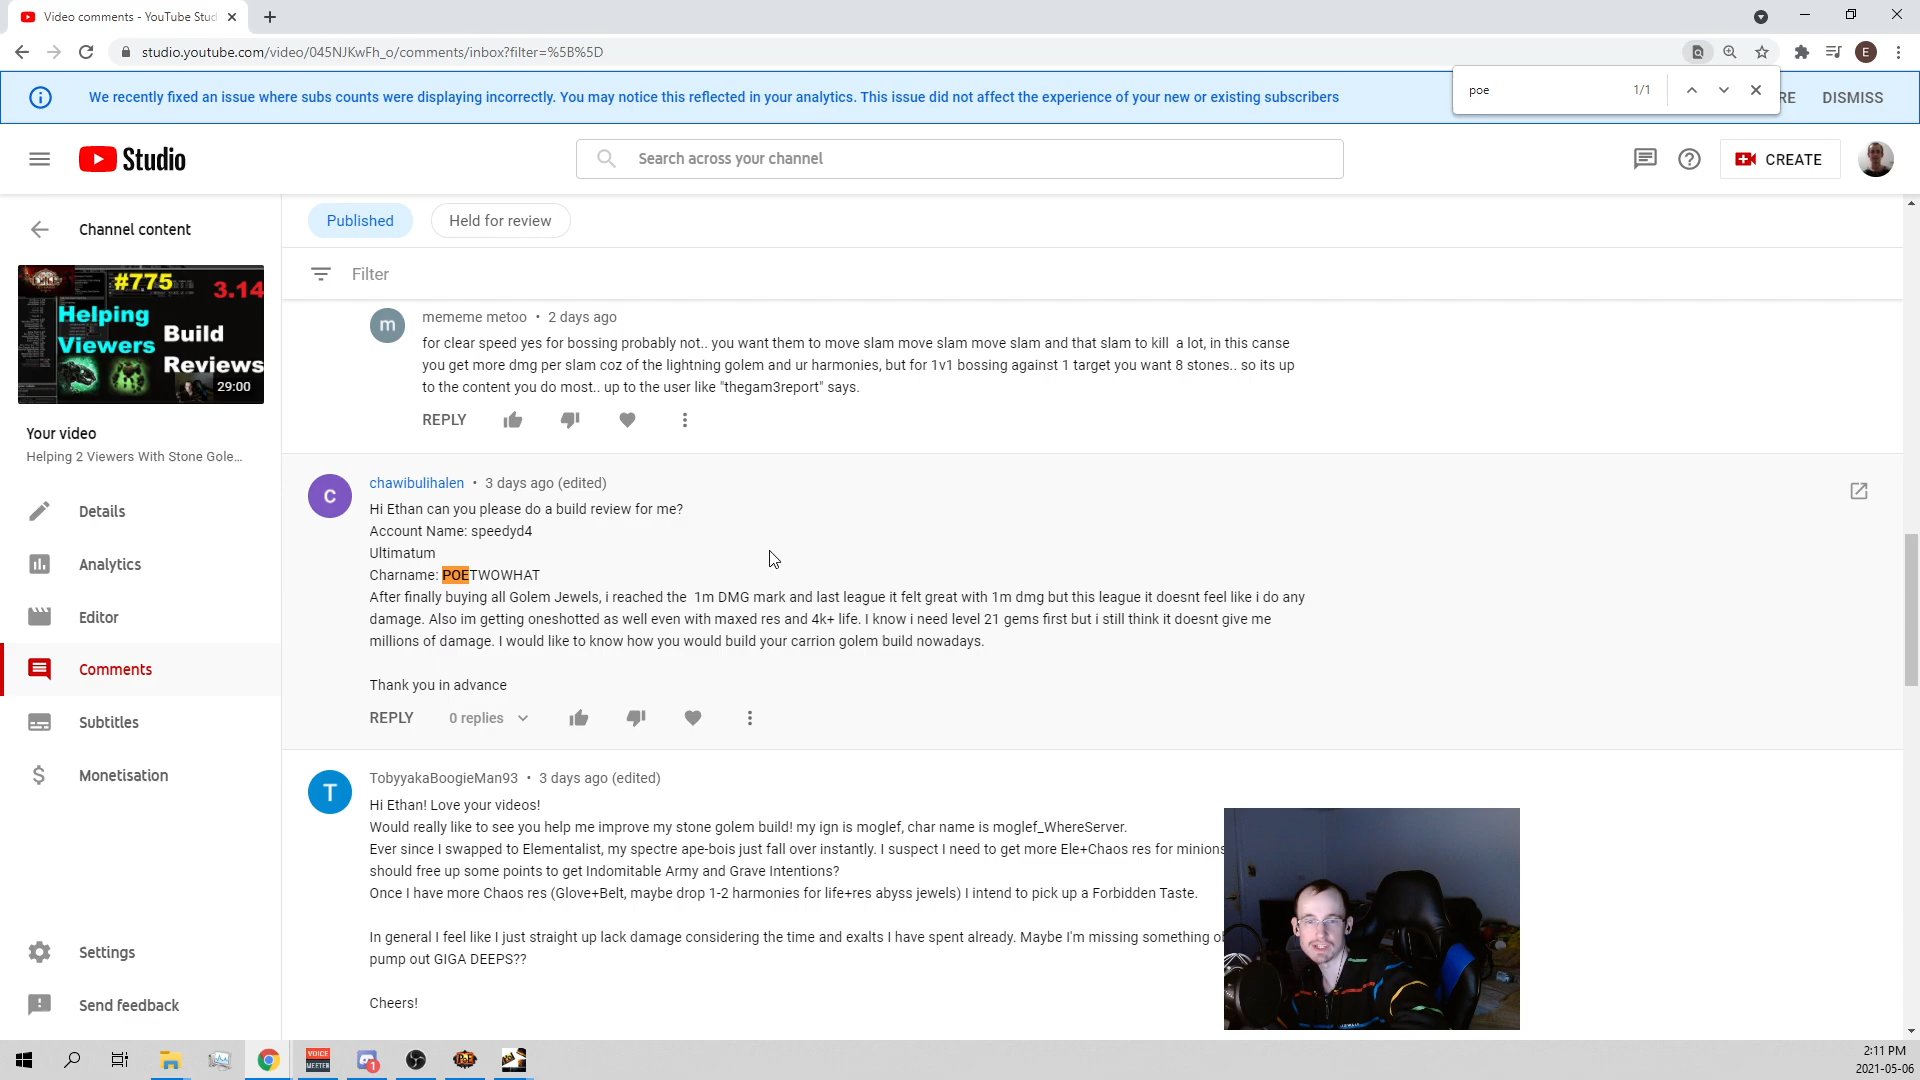 Video comments - YouTube Stud
studio.youtube.com/video/045NJKwFh_o/comments/inbox?filter=%5B%5D
E
We recently fixed an issue where subs counts were displaying incorrectly. You may notice this reflected in your analytics. This issue did not affect the experience of your new or existing subscribers
poe
1/1
RE
DISMISS
Studio
Search across your channel
CREATE
Channel content
#775
3.14
Helping
Viewers
Build
Reviews
29:00
Your video
Helping 2 Viewers With Stone Gole...
Details
Analytics
Editor
Comments
Subtitles
Monetisation
Settings
Send feedback
Published
Held for review
Filter
m
mememe metoo • 2 days ago
for clear speed yes for bossing probably not.. you want them to move slam move slam move slam and that slam to kill a lot, in this canse
you get more dmg per slam coz of the lightning golem and ur harmonies, but for 1v1 bossing against 1 target you want 8 stones.. so its up
to the content you do most.. up to the user like "thegam3report" says.
REPLY
C
chawibulihalen • 3 days ago (edited)
Hi Ethan can you please do a build review for me?
Account Name: speedyd4
Ultimatum
Charname: POETWOWHAT
After finally buying all Golem Jewels, i reached the 1m DMG mark and last league it felt great with 1m dmg but this league it doesnt feel like i do any
damage. Also im getting oneshotted as well even with maxed res and 4k+ life. I know i need level 21 gems first but i still think it doesnt give me
millions of damage. I would like to know how you would build your carrion golem build nowadays.
Thank you in advance
REPLY
0 replies
T
TobyyakaBoogieMan93 • 3 days ago (edited)
Hi Ethan! Love your videos!
Would really like to see you help me improve my stone golem build! my ign is moglef, char name is moglef_WhereServer.
Ever since I swapped to Elementalist, my spectre ape-bois just fall over instantly. I suspect I need to get more Ele+Chaos res for minions
should free up some points to get Indomitable Army and Grave Intentions?
Once I have more Chaos res (Glove+Belt, maybe drop 1-2 harmonies for life+res abyss jewels) I intend to pick up a Forbidden Taste.
In general I feel like I just straight up lack damage considering the time and exalts I have spent already. Maybe I'm missing something
pump out GIGA DEEPS??
Cheers!
VOICE
MEETER
1
PoE
2:11 PM
2021-05-06